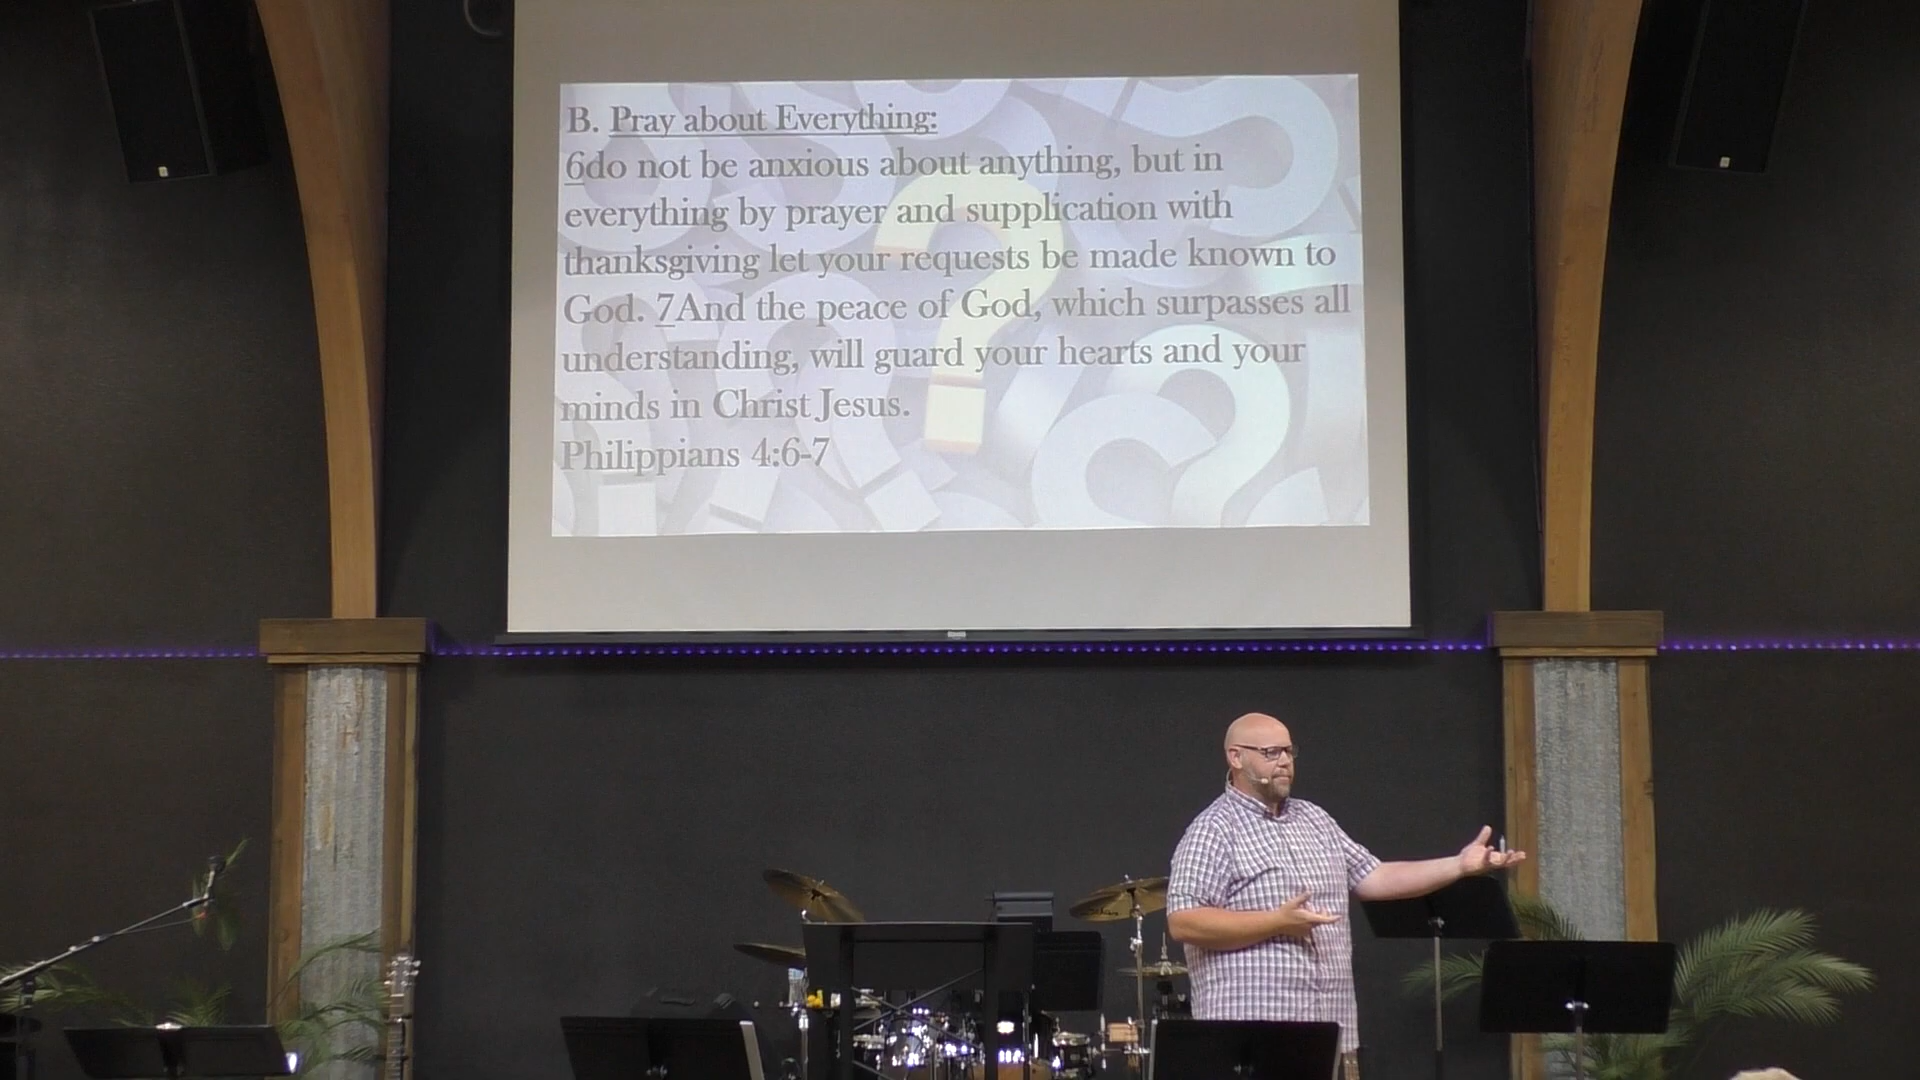 B. Pray about Everything:
6do not be anxious about anything, but in
everything by prayer and supplication with
thanksgiving let your requests be made known to
God. 7And the peace of God, which surpasses all
understanding, will guard your hearts and your
minds in Christ Jesus.
Philippians 4:6-7